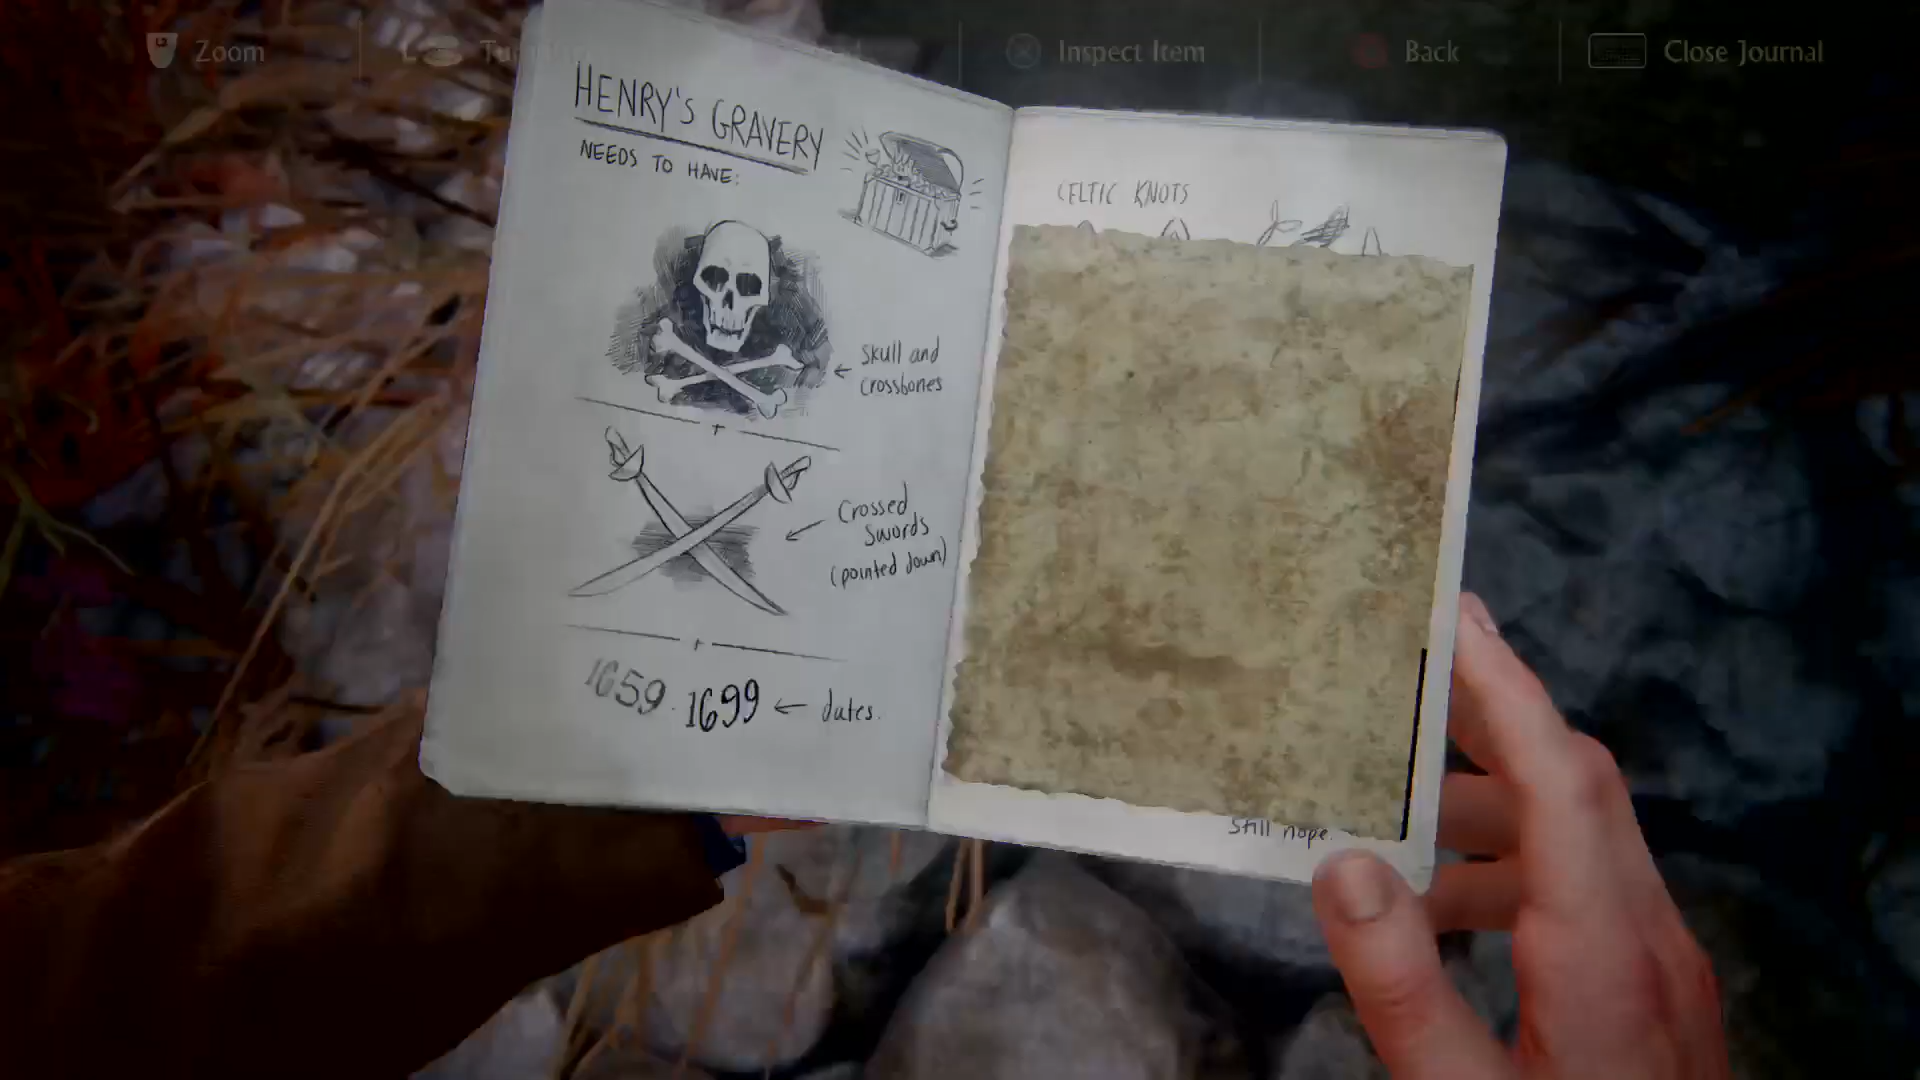 Zoom
Inspect Item
Back
Close Journal
HENRY'S GRAVERY
NEEDS TO HAVE:
Skull and
crossbones
Crossed
Swords
(pointed down)
1659 - 1699 ← dates.
CELTIC KNOTS
Still nope.